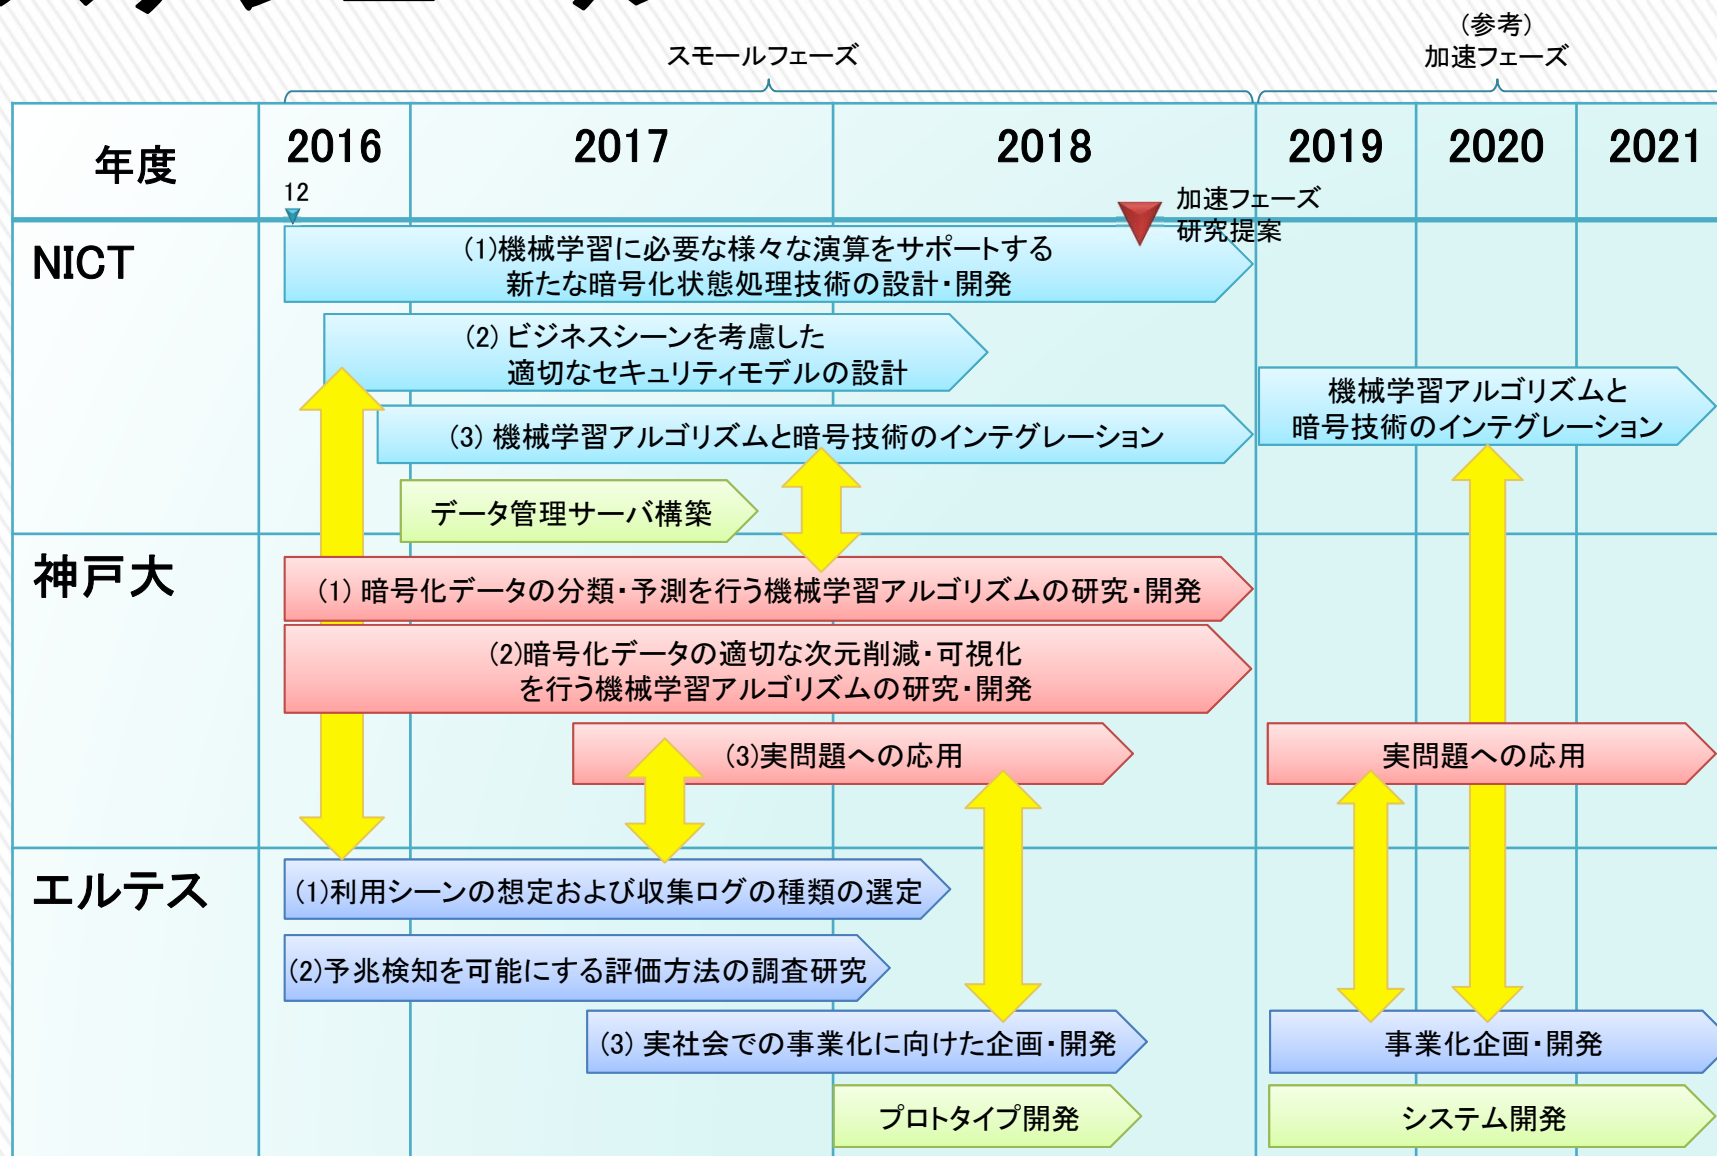 スモールフェーズ
(参考)
加速フェーズ
年度
2016
2017
2018
2019
2020
2021
12
加速フェーズ
研究提案
NICT
(1)機械学習に必要な様々な演算をサポートする
新たな暗号化状態処理技術の設計・開発
(2) ビジネスシーンを考慮した
適切なセキュリティモデルの設計
(3) 機械学習アルゴリズムと暗号技術のインテグレーション
機械学習アルゴリズムと
暗号技術のインテグレーション
データ管理サーバ構築
神戸大
(1) 暗号化データの分類・予測を行う機械学習アルゴリズムの研究・開発
(2)暗号化データの適切な次元削減・可視化
を行う機械学習アルゴリズムの研究・開発
(3)実問題への応用
実問題への応用
エルテス
(1)利用シーンの想定および収集ログの種類の選定
(2)予兆検知を可能にする評価方法の調査研究
(3) 実社会での事業化に向けた企画・開発
事業化企画・開発
プロトタイプ開発
システム開発